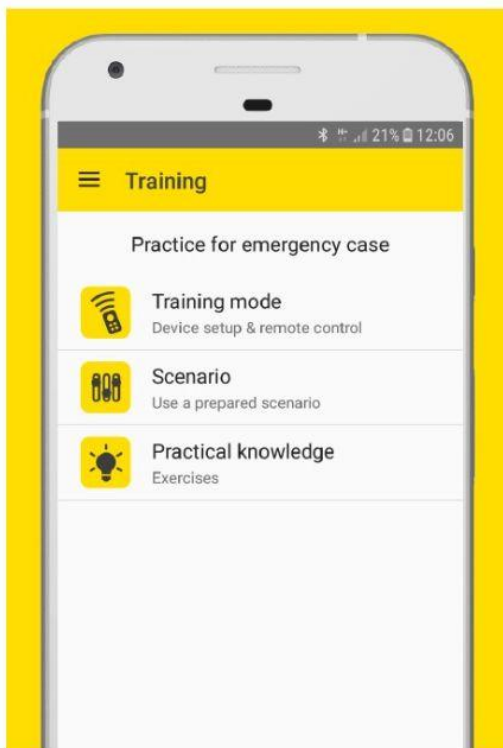 21% 12:06
Training
Practice for emergency case
Training mode
Device setup & remote control
Scenario
Use a prepared scenario
Practical knowledge
Exercises